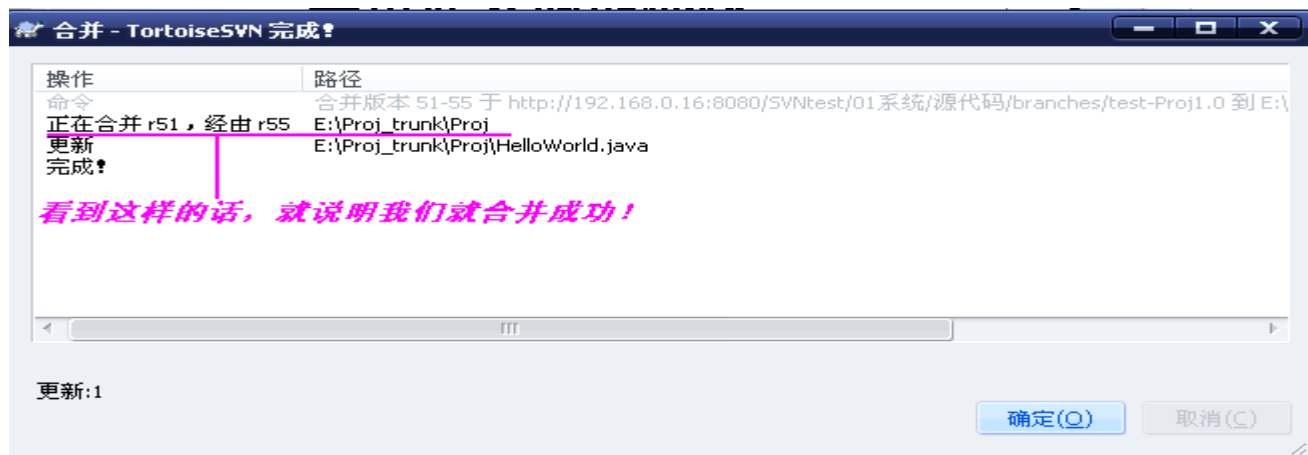 合并 - TortoiseSVN 完成！
操作 路径
命令 合并版本 51-55 于 http://192.168.0.16:8080/SVNtest/01系统/源代码/branches/test-Proj1.0 到 E:\
正在合并 r51，经由 r55 E:\Proj_trunk\Proj
更新 E:\Proj_trunk\Proj\HelloWorld.java
完成！
看到这样的话，就说明我们就合并成功！
更新:1
确定(O) 取消(C)